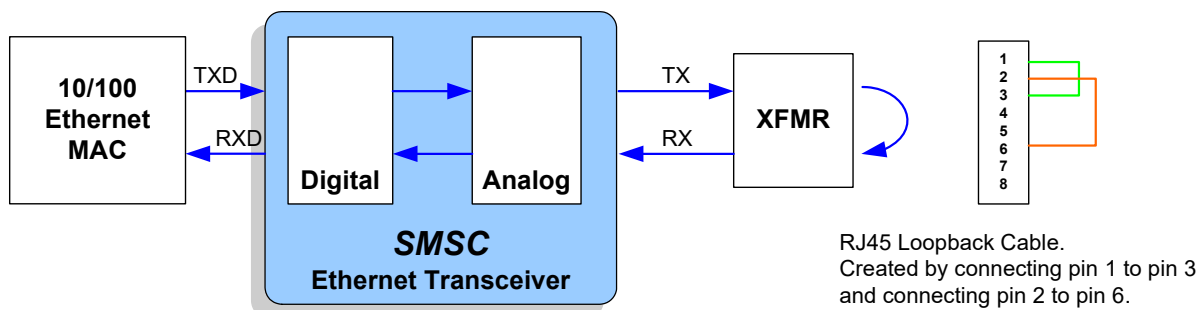 10/100
Ethernet
MAC
TXD
RXD
Digital
Analog
SMSC
Ethernet Transceiver
TX
RX
XFMR
1
2
3
4
5
6
7
8
RJ45 Loopback Cable.
Created by connecting pin 1 to pin 3
and connecting pin 2 to pin 6.